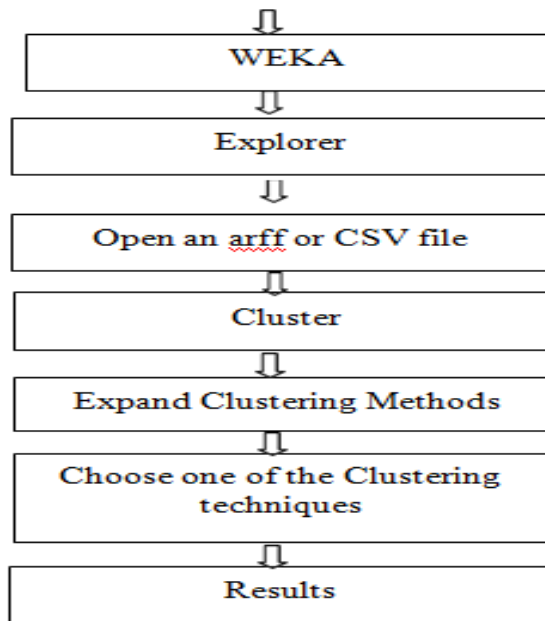 WEKA
Explorer
Open an arff or CSV file
Cluster
Expand Clustering Methods
Choose one of the Clustering
techniques
Results